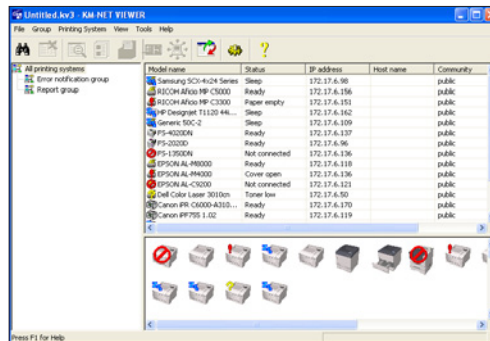 Untitled.kv3 - KM-NET VIEWER
File Group Printing System View Tools Help
All printing systems
Error notification group
Report group
Model name Status IP address Host name Community
Samsung SCX-4x24 Series Sleep 172.17.6.98 public
RICOH Aficio MP C5000 Ready 172.17.6.156 public
RICOH Aficio MP C3300 Paper empty 172.17.6.151 public
HP Designjet T1120 44i... Sleep 172.17.6.162 public
Generic 50C-2 Sleep 172.17.6.109 public
FS-4020DN Ready 172.17.6.137 public
FS-2020D Ready 172.17.6.96 public
FS-1350DN Not connected 172.17.6.136 public
EPSON AL-M8000 Ready 172.17.6.118 public
EPSON AL-M4000 Cover open 172.17.6.136 public
EPSON AL-C9200 Not connected 172.17.6.121 public
Dell Color Laser 3010cn Toner low 172.17.6.50 public
Canon iPR C6000-A310... Ready 172.17.6.170 public
Canon iPF755 1.02 Ready 172.17.6.119 public
Press F1 for Help